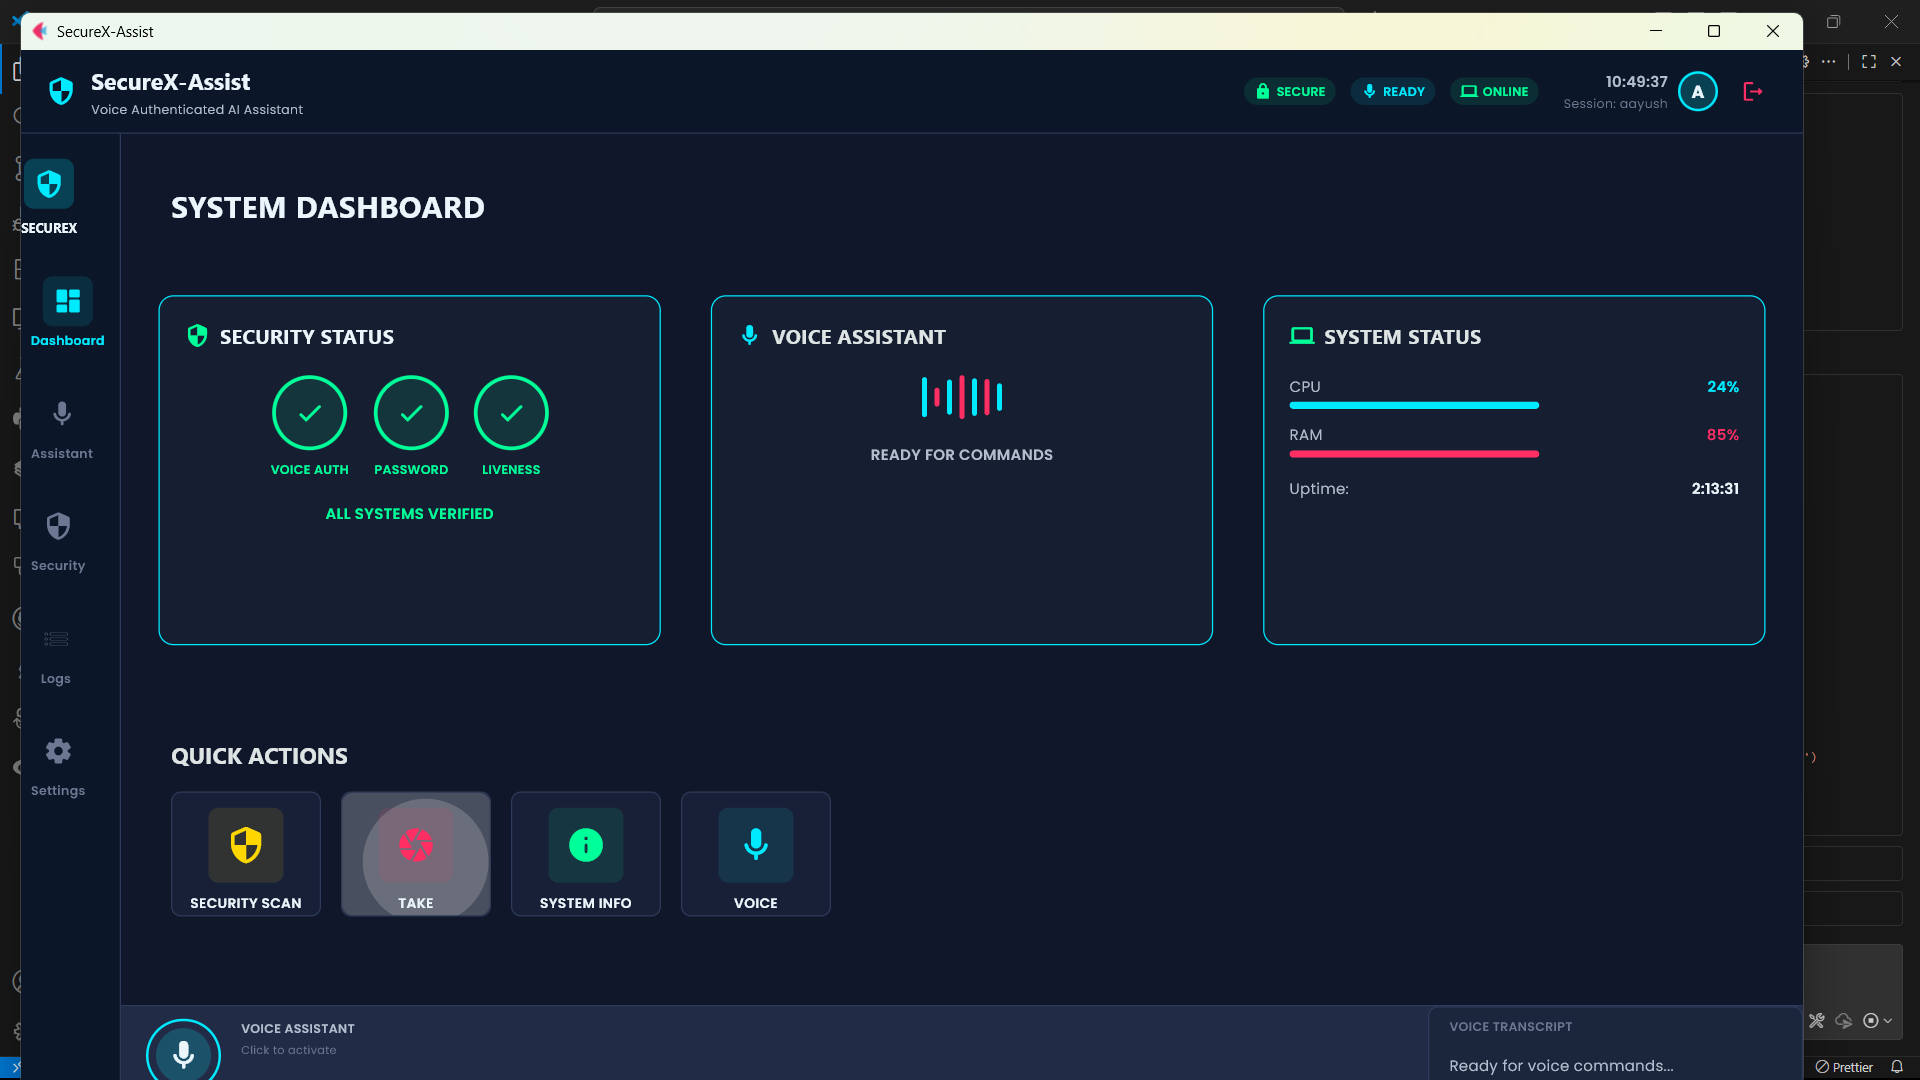 SecureX-Assist
SecureX-Assist
Voice Authenticated AI Assistant
SECURE
READY
ONLINE
10:49:37
Session: aayush
A
SECUREX
Dashboard
Assistant
Security
Logs
Settings
SYSTEM DASHBOARD
SECURITY STATUS
VOICE AUTH
PASSWORD
LIVENESS
ALL SYSTEMS VERIFIED
VOICE ASSISTANT
READY FOR COMMANDS
SYSTEM STATUS
CPU 24%
RAM 85%
Uptime: 2:13:31
QUICK ACTIONS
SECURITY SCAN
TAKE
SYSTEM INFO
VOICE
VOICE ASSISTANT
Click to activate
VOICE TRANSCRIPT
Ready for voice commands...
')
Prettier